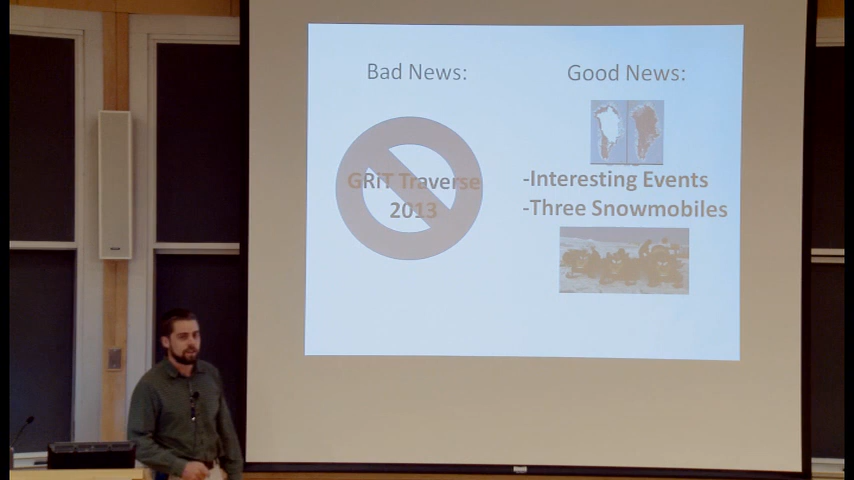 Bad News:
GRiT Traverse
2013
Good News:
-Interesting Events
-Three Snowmobiles